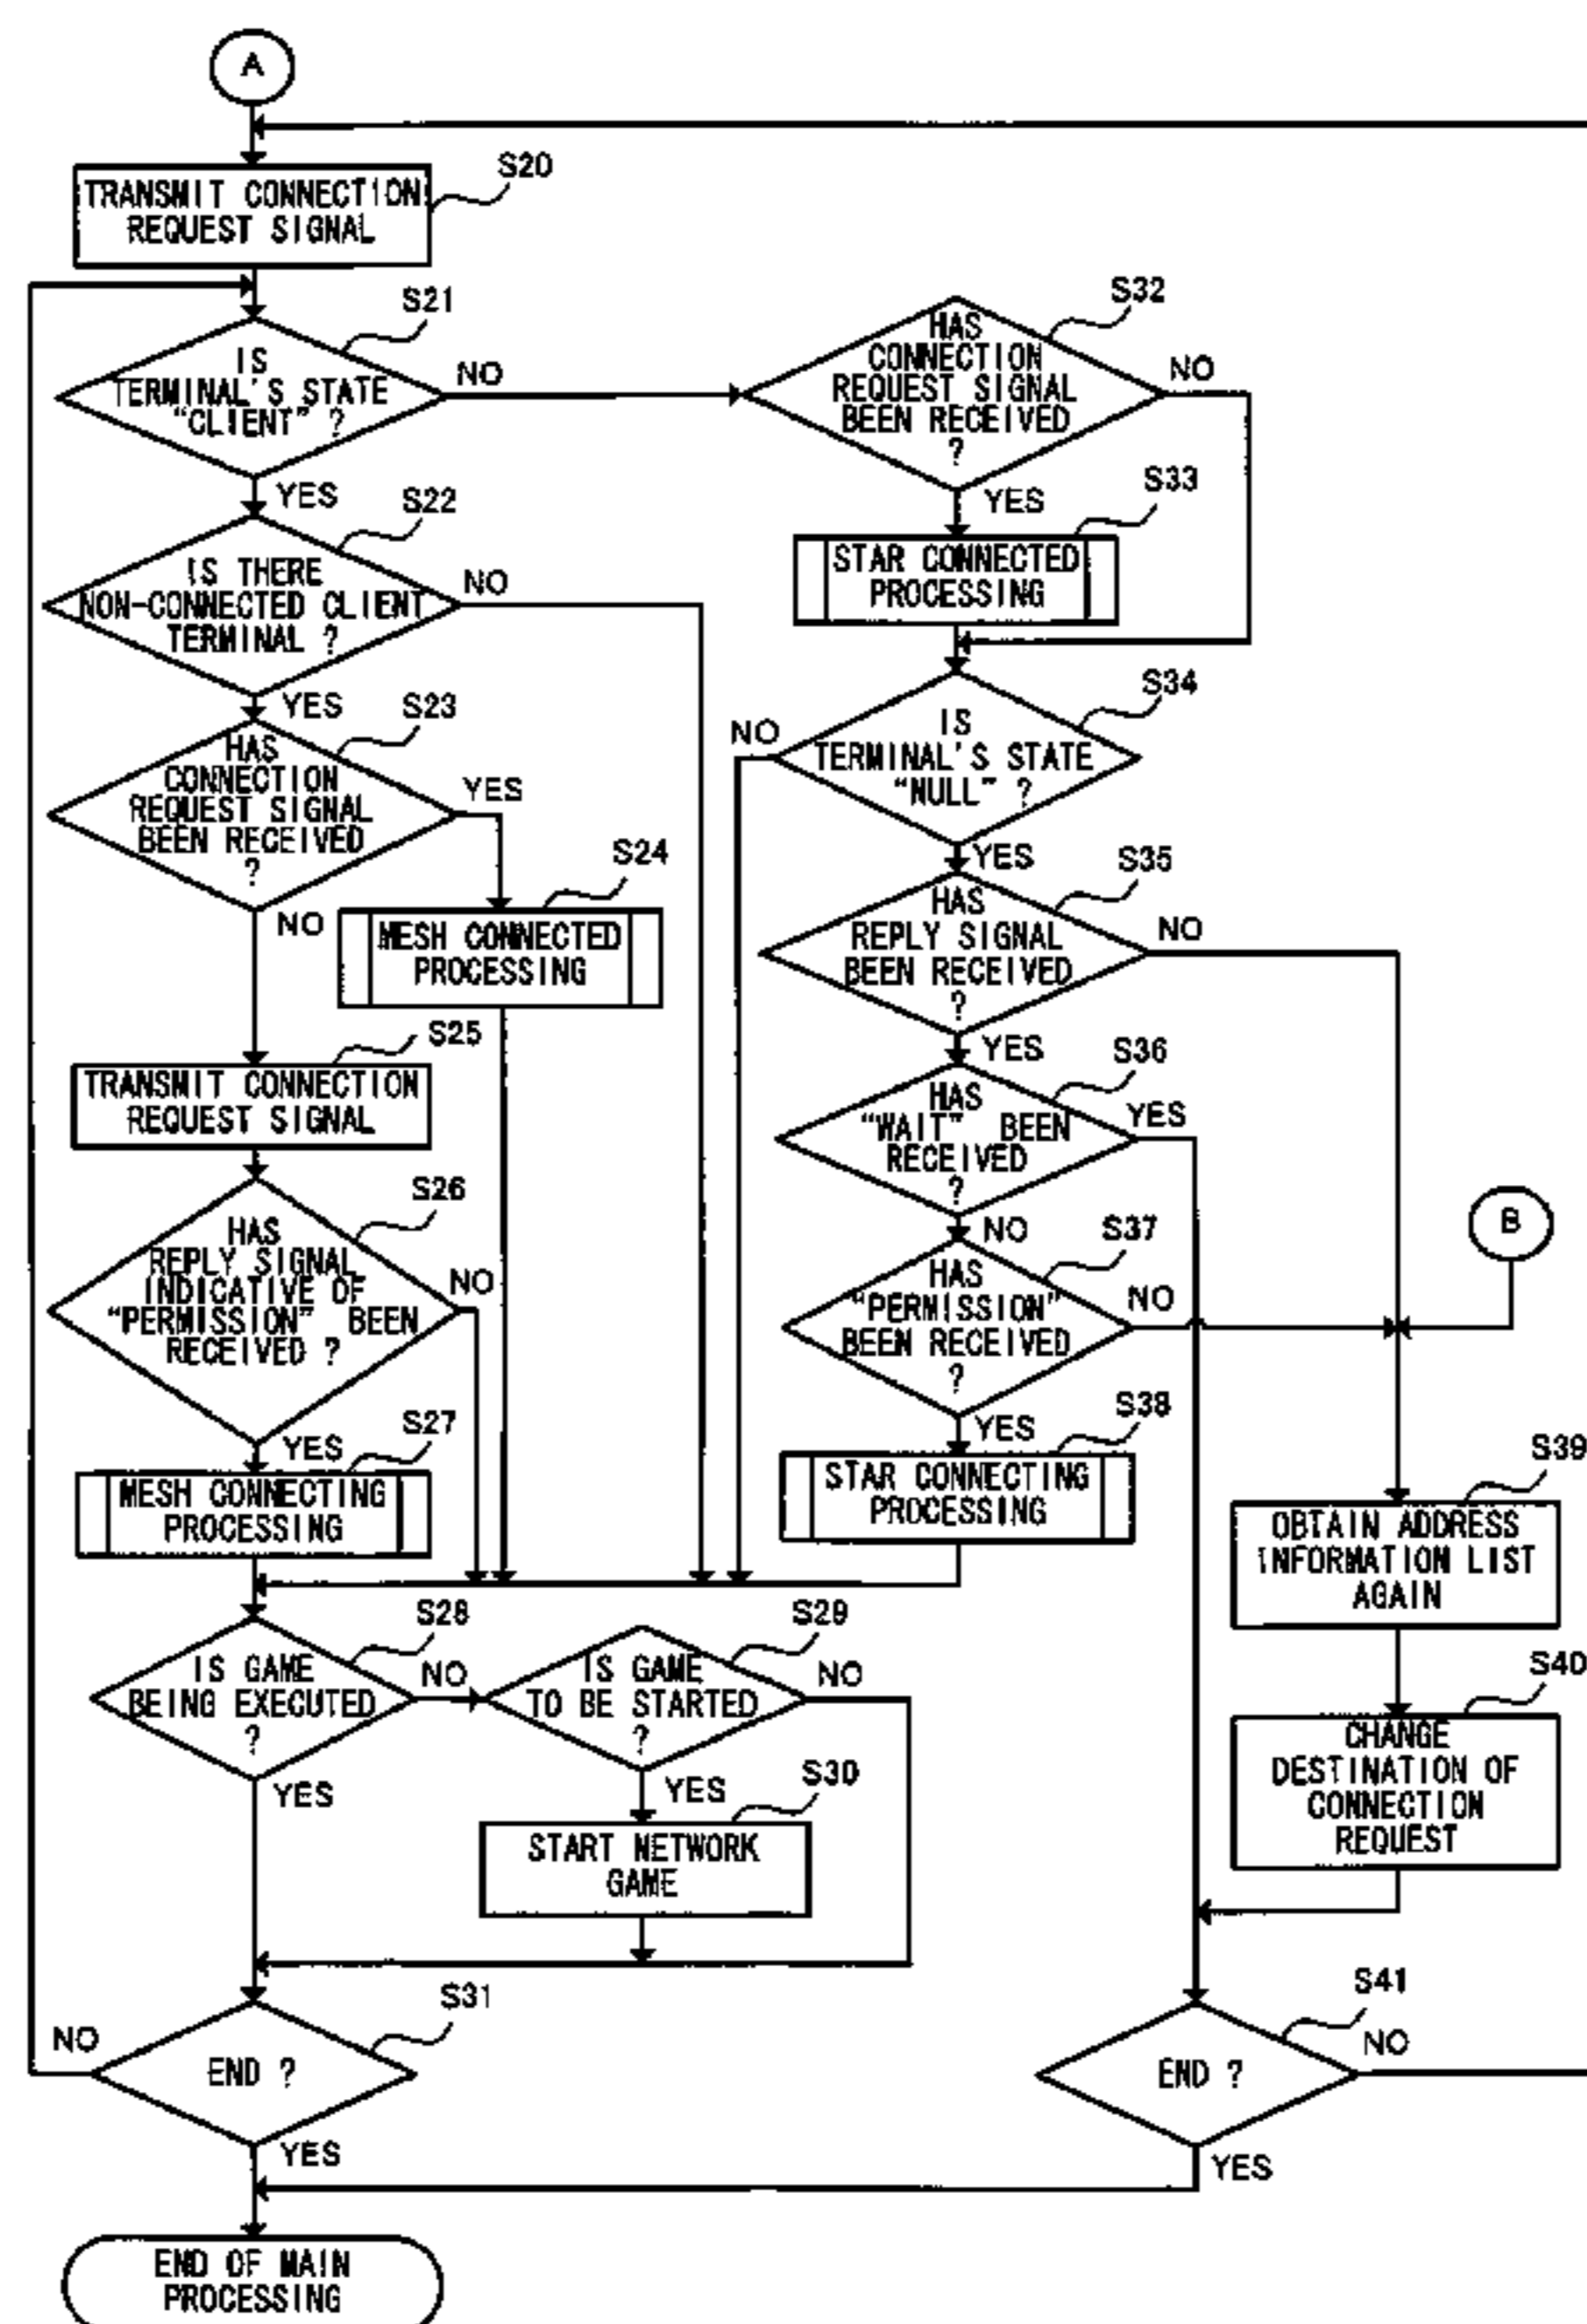 A
S20
TRANSMIT CONNECTION
REQUEST SIGNAL
S21
IS
TERMINAL'S STATE
"CLIENT" ?
NO
YES
S22
IS THERE
NON-CONNECTED CLIENT
TERMINAL ?
NO
YES
S23
HAS
CONNECTION
REQUEST SIGNAL
BEEN RECEIVED
?
YES
NO
S24
MESH CONNECTED
PROCESSING
S25
TRANSMIT CONNECTION
REQUEST SIGNAL
S26
HAS
REPLY SIGNAL
INDICATIVE OF
"PERMISSION" BEEN
RECEIVED ?
NO
YES
S27
MESH CONNECTING
PROCESSING
S28
IS GAME
BEING EXECUTED
?
NO
YES
S29
IS GAME
TO BE STARTED
?
NO
YES
S30
START NETWORK
GAME
S31
END ?
NO
YES
END OF MAIN
PROCESSING
S32
HAS
CONNECTION
REQUEST SIGNAL
BEEN RECEIVED
?
NO
YES
S33
STAR CONNECTED
PROCESSING
S34
IS
TERMINAL'S STATE
"NULL" ?
NO
YES
S35
HAS
REPLY SIGNAL
BEEN RECEIVED
?
NO
YES
S36
HAS
"WAIT" BEEN
RECEIVED
?
YES
NO
S37
HAS
"PERMISSION"
BEEN RECEIVED
?
NO
YES
B
S38
STAR CONNECTING
PROCESSING
S39
OBTAIN ADDRESS
INFORMATION LIST
AGAIN
S40
CHANGE
DESTINATION OF
CONNECTION
REQUEST
S41
END ?
NO
YES